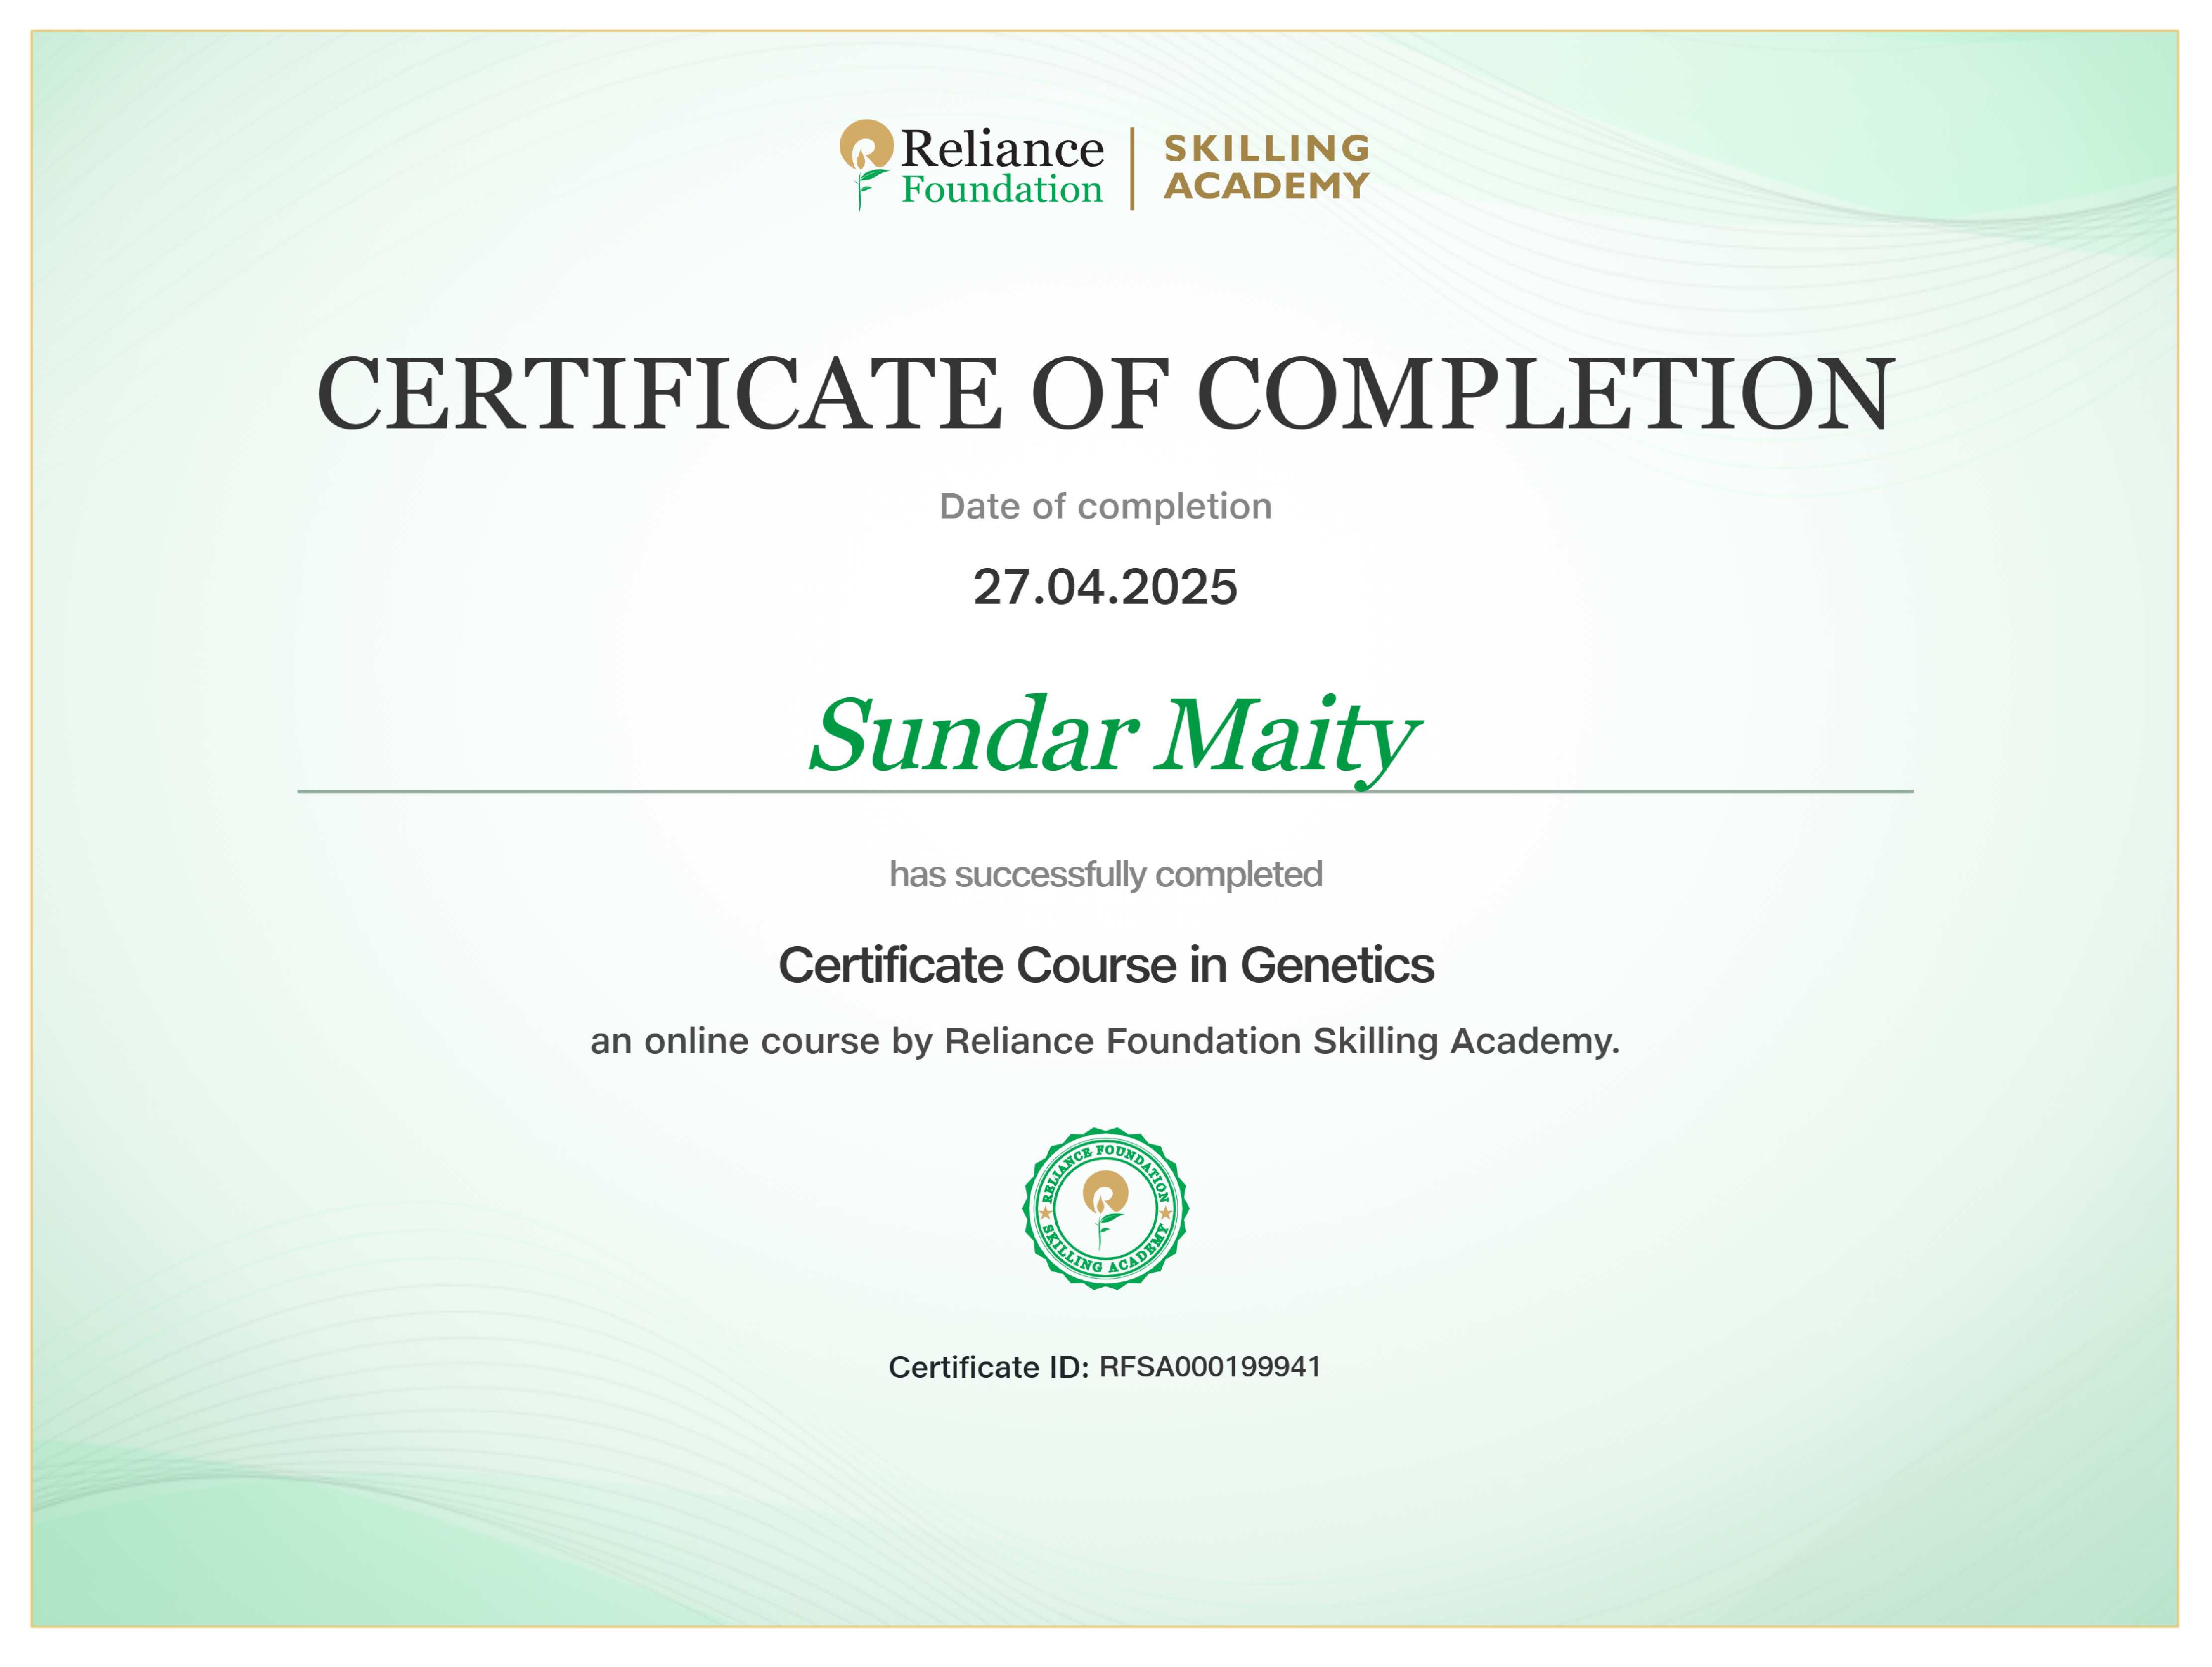 Reliance
Foundation
SKILLING
ACADEMY
CERTIFICATE OF COMPLETION
Date of completion
27.04.2025
Sundar Maity
has successfully completed
Certificate Course in Genetics
an online course by Reliance Foundation Skilling Academy.
RELIANCE FOUNDATION
SKILLING ACADEMY
Certificate ID: RFSA000199941